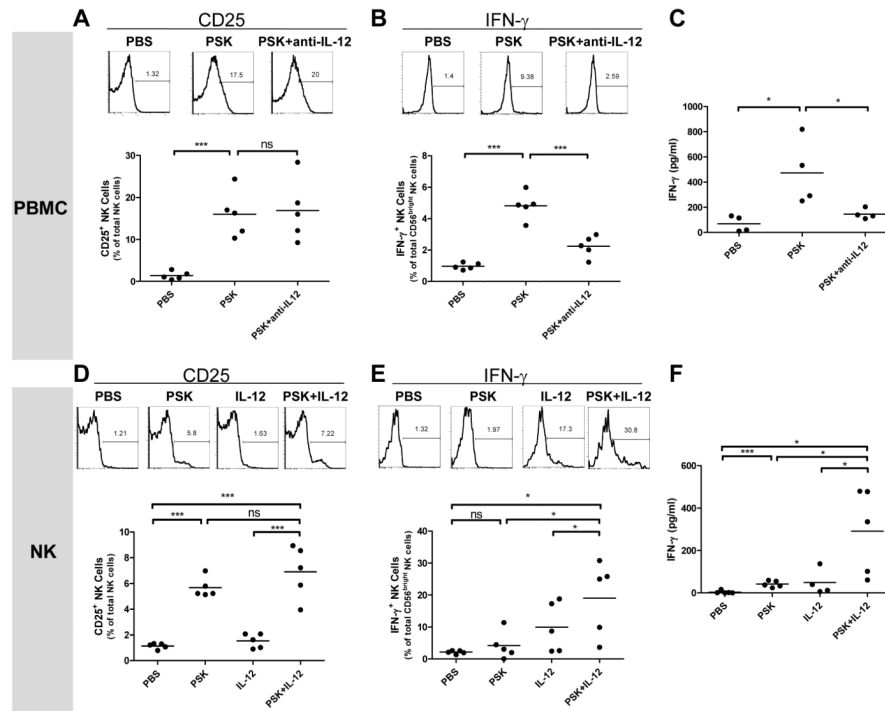 PBMC
A
CD25
PBS PSK PSK+anti-IL-12
1.32 17.5 20
*** ns
30
20
10
0
CD25+ NK Cells
(% of total NK cells)
PBS PSK PSK+anti-IL12
B
IFN-γ
PBS PSK PSK+anti-IL-12
1.4 9.38 2.59
*** ***
8
6
4
2
0
IFN-γ+ NK Cells
(% of total CD56bright NK cells)
PBS PSK PSK+anti-IL12
C
* *
1000
800
600
400
200
0
IFN-γ (pg/ml)
PBS PSK PSK+anti-IL12
NK
D
CD25
PBS PSK IL-12 PSK+IL-12
1.21 5.8 1.63 7.22
***
*** ns
***
10
8
6
4
2
0
CD25+ NK Cells
(% of total NK cells)
PBS PSK IL-12 PSK+IL-12
E
IFN-γ
PBS PSK IL-12 PSK+IL-12
1.32 1.97 17.3 30.8
*
ns *
*
40
30
20
10
0
IFN-γ+ NK Cells
(% of total CD56bright NK cells)
PBS PSK IL-12 PSK+IL-12
F
*
*** *
*
600
400
200
0
IFN-γ (pg/ml)
PBS PSK IL-12 PSK+IL-12